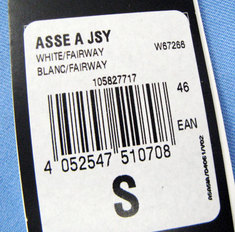 ASSE A JSY
WHITE/FAIRWAY W67266
BLANC/FAIRWAY
105827717
46
EAN
4 052547 510708
S